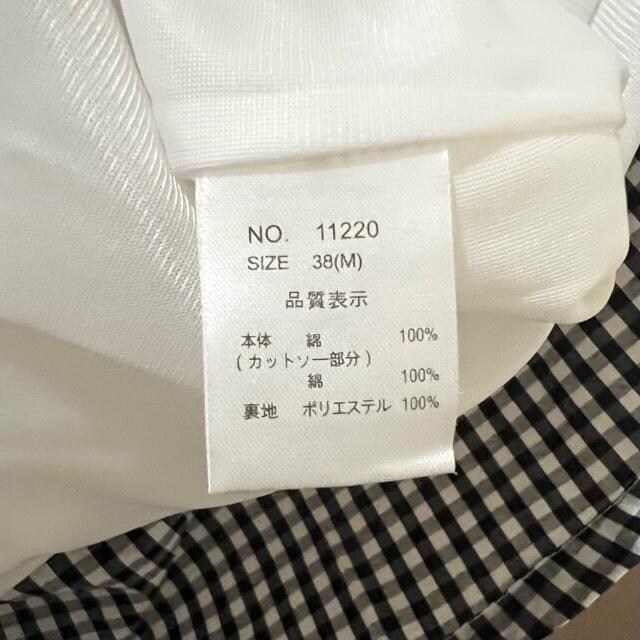 NO. 11220
SIZE 38(M)
品質表示
本体 綿 100%
(カットソー部分)
綿 100%
裏地 ポリエステル 100%